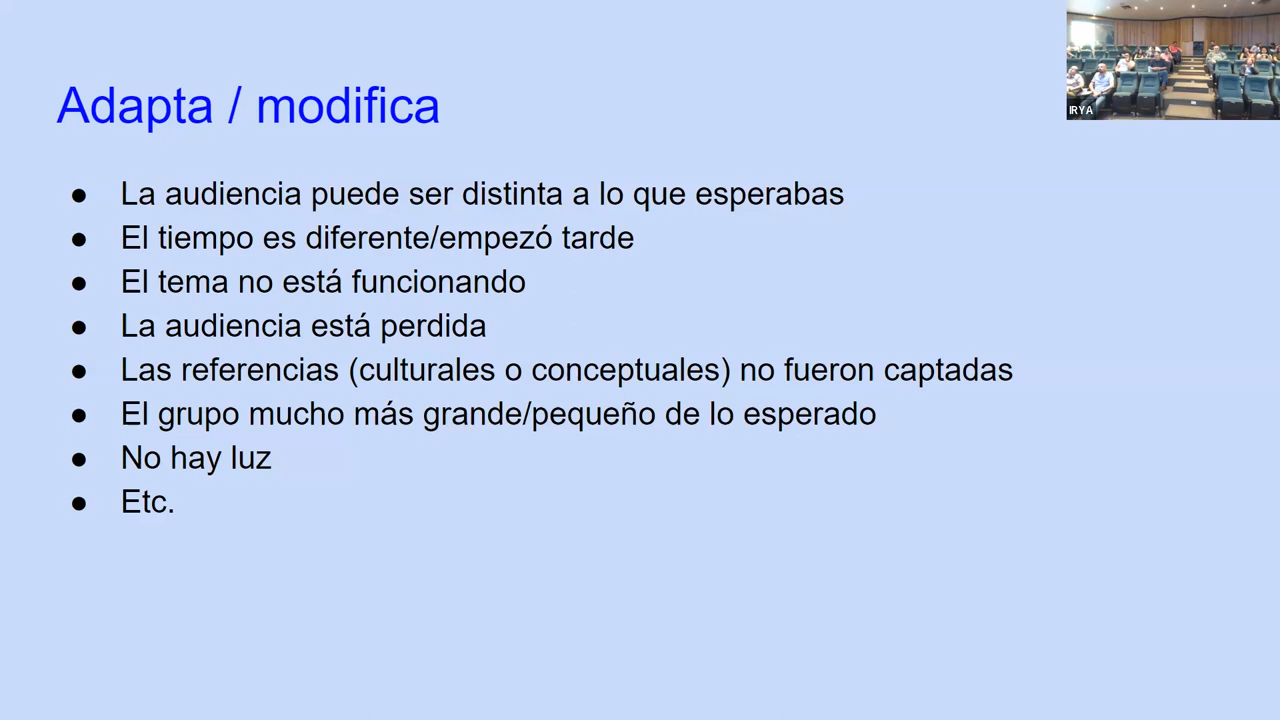 IRYA
Adapta / modifica
● La audiencia puede ser distinta a lo que esperabas
● El tiempo es diferente/empezó tarde
● El tema no está funcionando
● La audiencia está perdida
● Las referencias (culturales o conceptuales) no fueron captadas
● El grupo mucho más grande/pequeño de lo esperado
● No hay luz
● Etc.